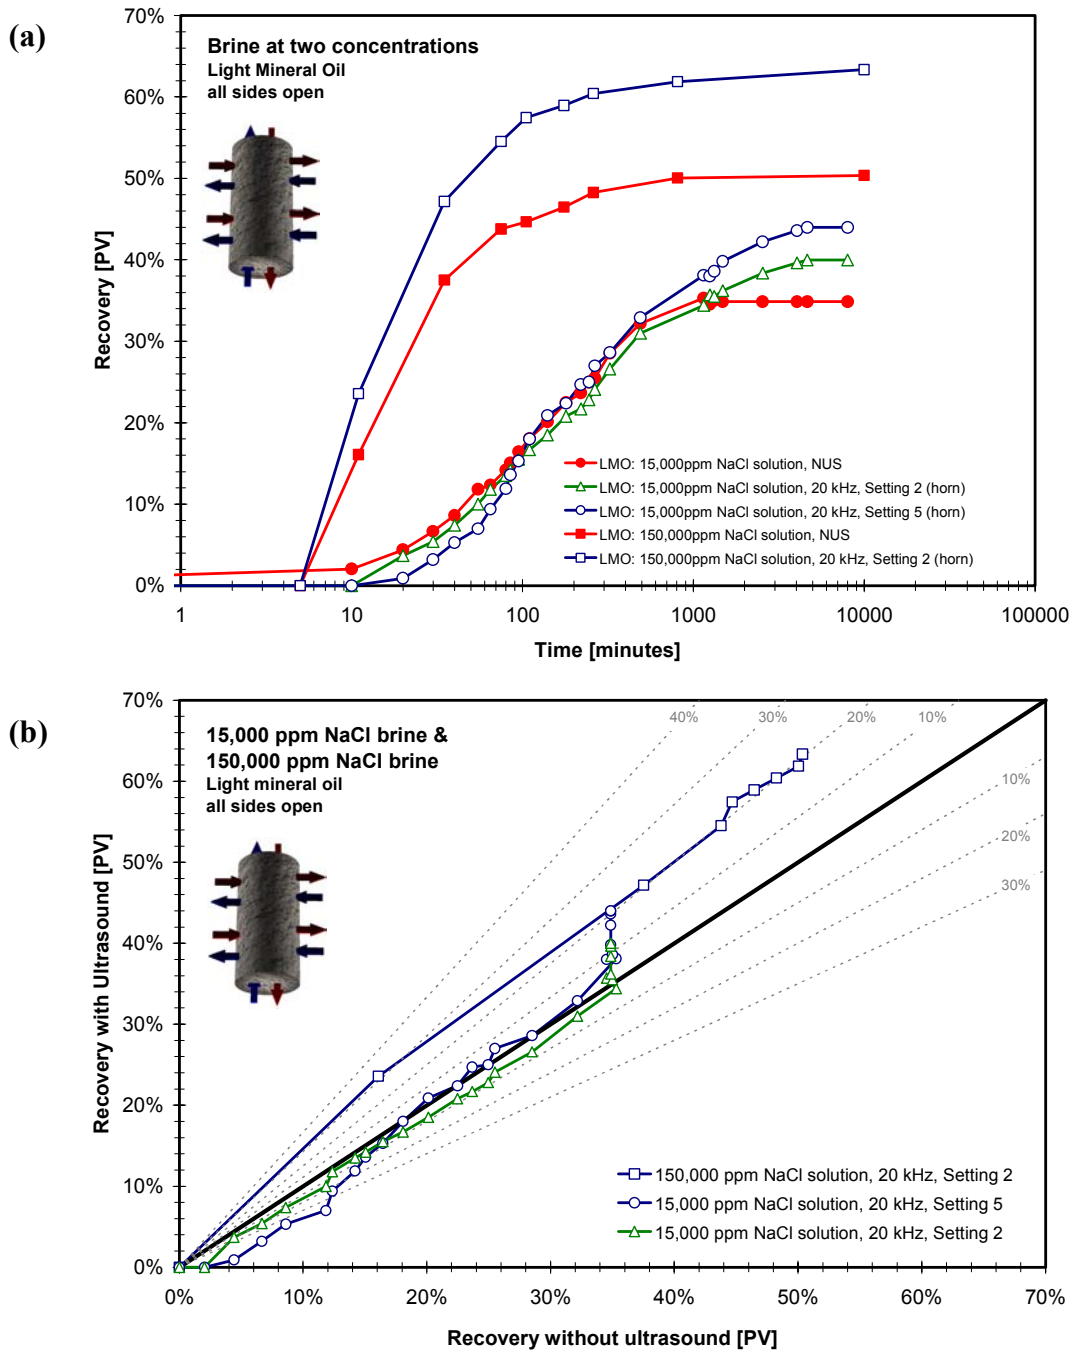 (a)
70%
60%
50%
40%
30%
20%
10%
0%
Recovery [PV]
Brine at two concentrations
Light Mineral Oil
all sides open
LMO: 15,000ppm NaCl solution, NUS
LMO: 15,000ppm NaCl solution, 20 kHz, Setting 2 (horn)
LMO: 15,000ppm NaCl solution, 20 kHz, Setting 5 (horn)
LMO: 150,000ppm NaCl solution, NUS
LMO: 150,000ppm NaCl solution, 20 kHz, Setting 2 (horn)
1 10 100 1000 10000 100000
Time [minutes]
(b)
70%
60%
50%
40%
30%
20%
10%
0%
Recovery with Ultrasound [PV]
15,000 ppm NaCl brine &
150,000 ppm NaCl brine
Light mineral oil
all sides open
40% 30% 20% 10%
10%
20%
30%
150,000 ppm NaCl solution, 20 kHz, Setting 2
15,000 ppm NaCl solution, 20 kHz, Setting 5
15,000 ppm NaCl solution, 20 kHz, Setting 2
0% 10% 20% 30% 40% 50% 60% 70%
Recovery without ultrasound [PV]